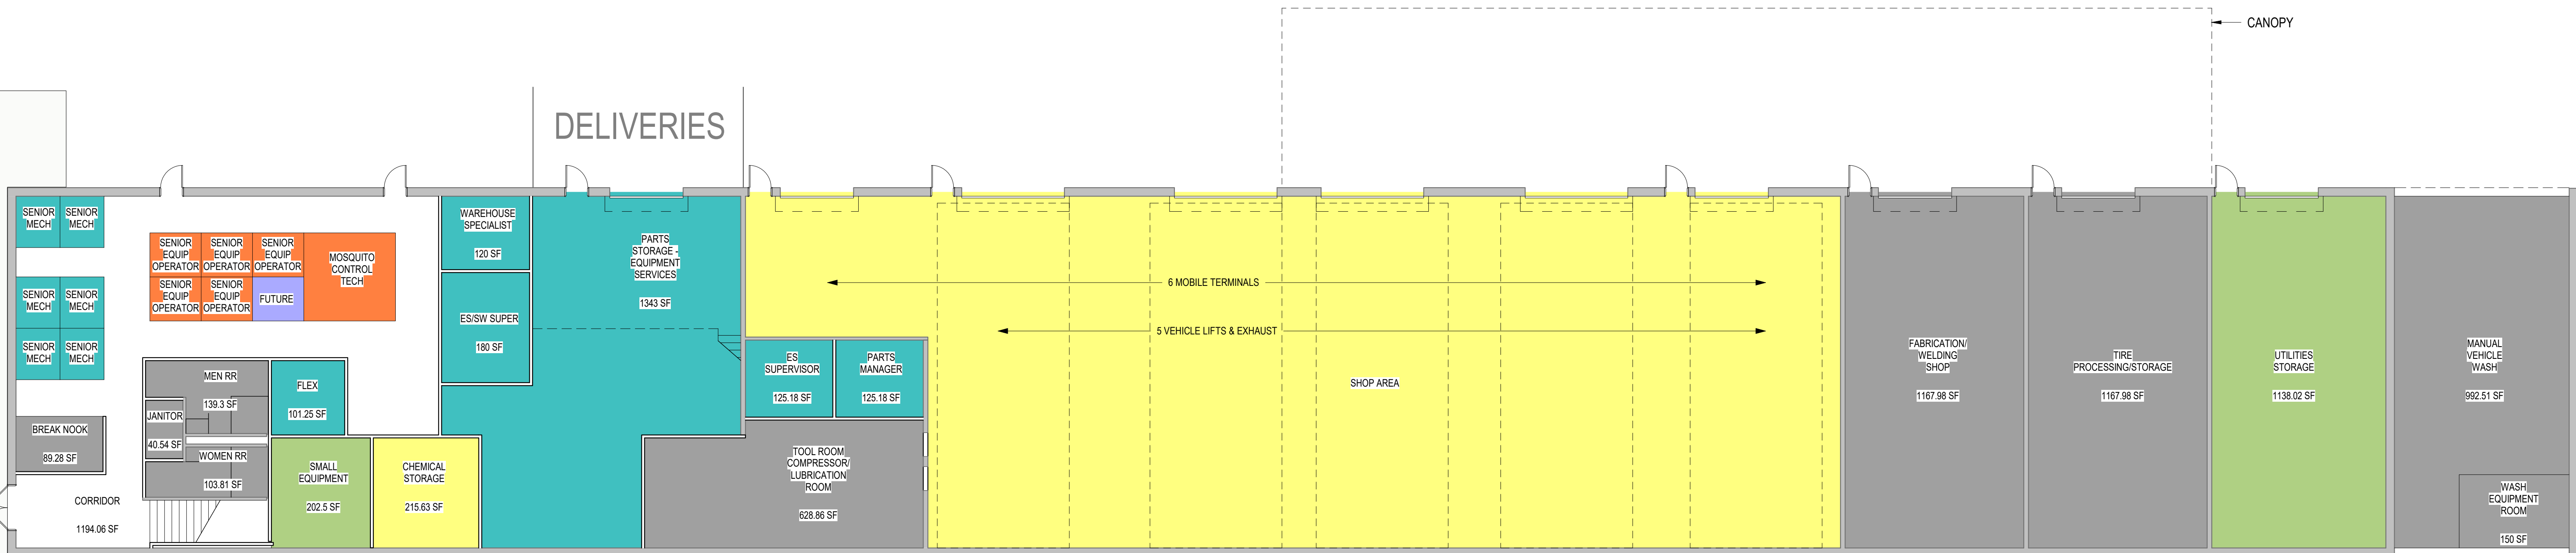 CANOPY
DELIVERIES
SENIOR
MECH
SENIOR
MECH
SENIOR
EQUIP
OPERATOR
SENIOR
EQUIP
OPERATOR
SENIOR
EQUIP
OPERATOR
MOSQUITO
CONTROL
TECH
SENIOR
EQUIP
OPERATOR
SENIOR
EQUIP
OPERATOR
FUTURE
SENIOR
MECH
SENIOR
MECH
SENIOR
MECH
SENIOR
MECH
WAREHOUSE
SPECIALIST
120 SF
ES/SW SUPER
180 SF
PARTS
STORAGE -
EQUIPMENT
SERVICES
1343 SF
6 MOBILE TERMINALS
5 VEHICLE LIFTS & EXHAUST
SHOP AREA
ES
SUPERVISOR
125.18 SF
PARTS
MANAGER
125.18 SF
FABRICATION/
WELDING
SHOP
1167.98 SF
TIRE
PROCESSING/STORAGE
1167.98 SF
UTILITIES
STORAGE
1138.02 SF
MANUAL
VEHICLE
WASH
992.51 SF
MEN RR
139.3 SF
FLEX
101.25 SF
JANITOR
40.54 SF
BREAK NOOK
89.28 SF
WOMEN RR
103.81 SF
SMALL
EQUIPMENT
202.5 SF
CHEMICAL
STORAGE
215.63 SF
TOOL ROOM
COMPRESSOR/
LUBRICATION
ROOM
628.86 SF
CORRIDOR
1194.06 SF
WASH
EQUIPMENT
ROOM
150 SF